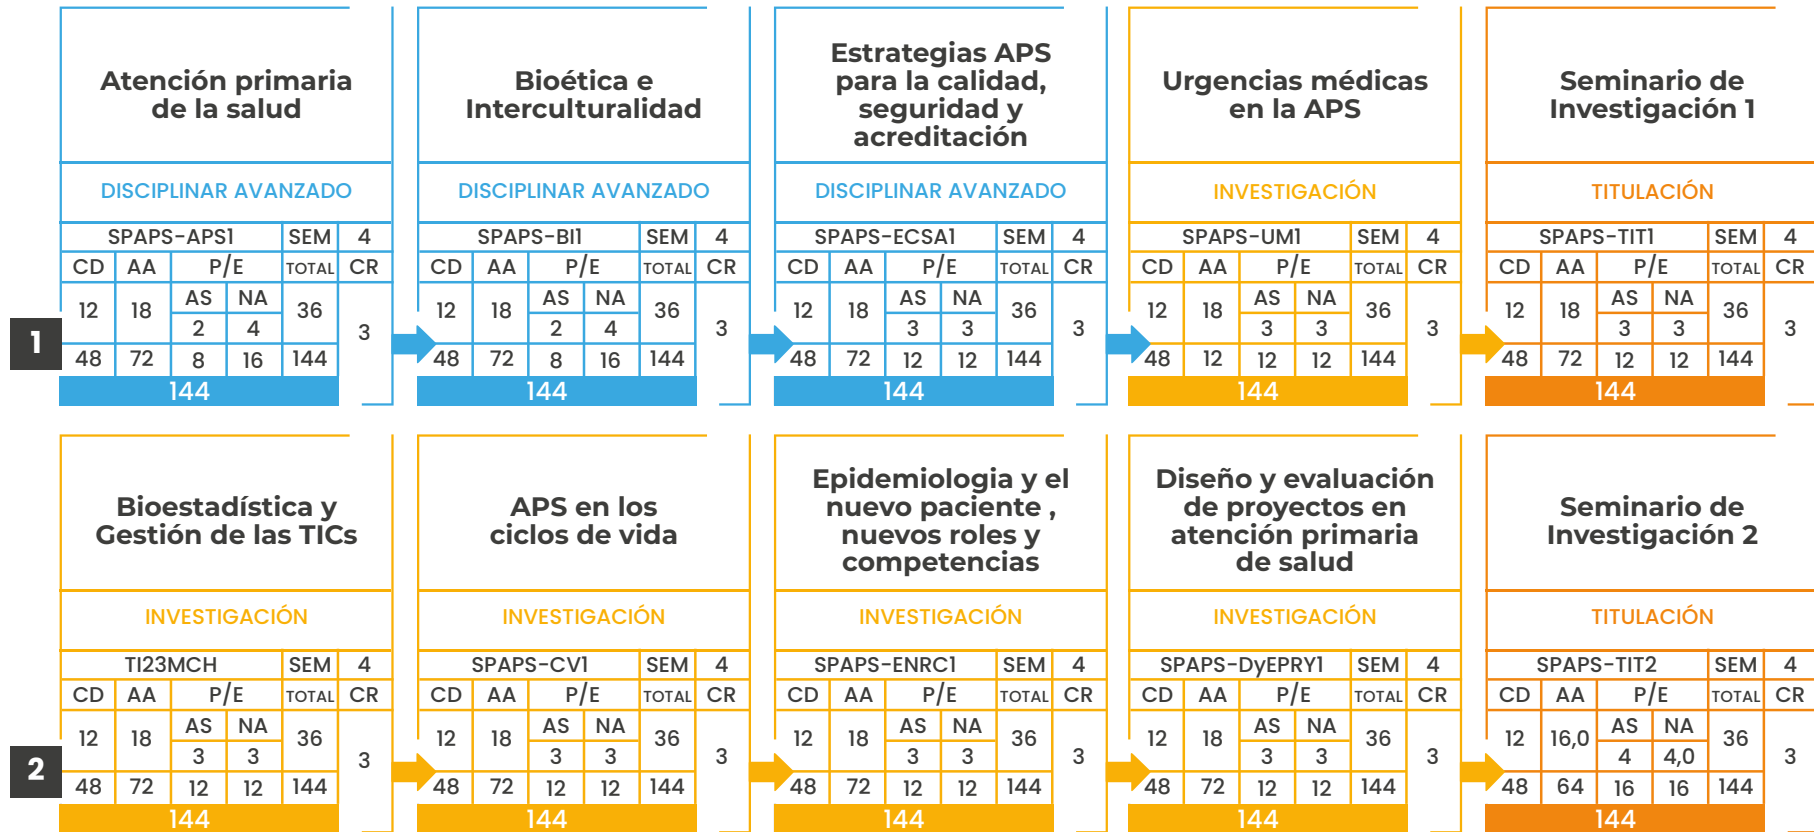 1
Atención primaria
de la salud
DISCIPLINAR AVANZADO
SPAPS-APS1 SEM 4
CD AA P/E TOTAL CR
12 18 AS NA 36 3
2 4
48 72 8 16 144
144
Bioética e
Interculturalidad
DISCIPLINAR AVANZADO
SPAPS-BI1 SEM 4
CD AA P/E TOTAL CR
12 18 AS NA 36 3
2 4
48 72 8 16 144
144
Estrategias APS
para la calidad,
seguridad y
acreditación
DISCIPLINAR AVANZADO
SPAPS-ECSA1 SEM 4
CD AA P/E TOTAL CR
12 18 AS NA 36 3
3 3
48 72 12 12 144
144
Urgencias médicas
en la APS
INVESTIGACIÓN
SPAPS-UM1 SEM 4
CD AA P/E TOTAL CR
12 18 AS NA 36 3
3 3
48 12 12 12 144
144
Seminario de
Investigación 1
TITULACIÓN
SPAPS-TIT1 SEM 4
CD AA P/E TOTAL CR
12 18 AS NA 36 3
3 3
48 72 12 12 144
144
2
Bioestadística y
Gestión de las TICs
INVESTIGACIÓN
TI23MCH SEM 4
CD AA P/E TOTAL CR
12 18 AS NA 36 3
3 3
48 72 12 12 144
144
APS en los
ciclos de vida
INVESTIGACIÓN
SPAPS-CV1 SEM 4
CD AA P/E TOTAL CR
12 18 AS NA 36 3
3 3
48 72 12 12 144
144
Epidemiologia y el
nuevo paciente ,
nuevos roles y
competencias
INVESTIGACIÓN
SPAPS-ENRC1 SEM 4
CD AA P/E TOTAL CR
12 18 AS NA 36 3
3 3
48 72 12 12 144
144
Diseño y evaluación
de proyectos en
atención primaria
de salud
INVESTIGACIÓN
SPAPS-DyEPRY1 SEM 4
CD AA P/E TOTAL CR
12 18 AS NA 36 3
3 3
48 72 12 12 144
144
Seminario de
Investigación 2
TITULACIÓN
SPAPS-TIT2 SEM 4
CD AA P/E TOTAL CR
12 16,0 AS NA 36 3
4 4,0
48 64 16 16 144
144